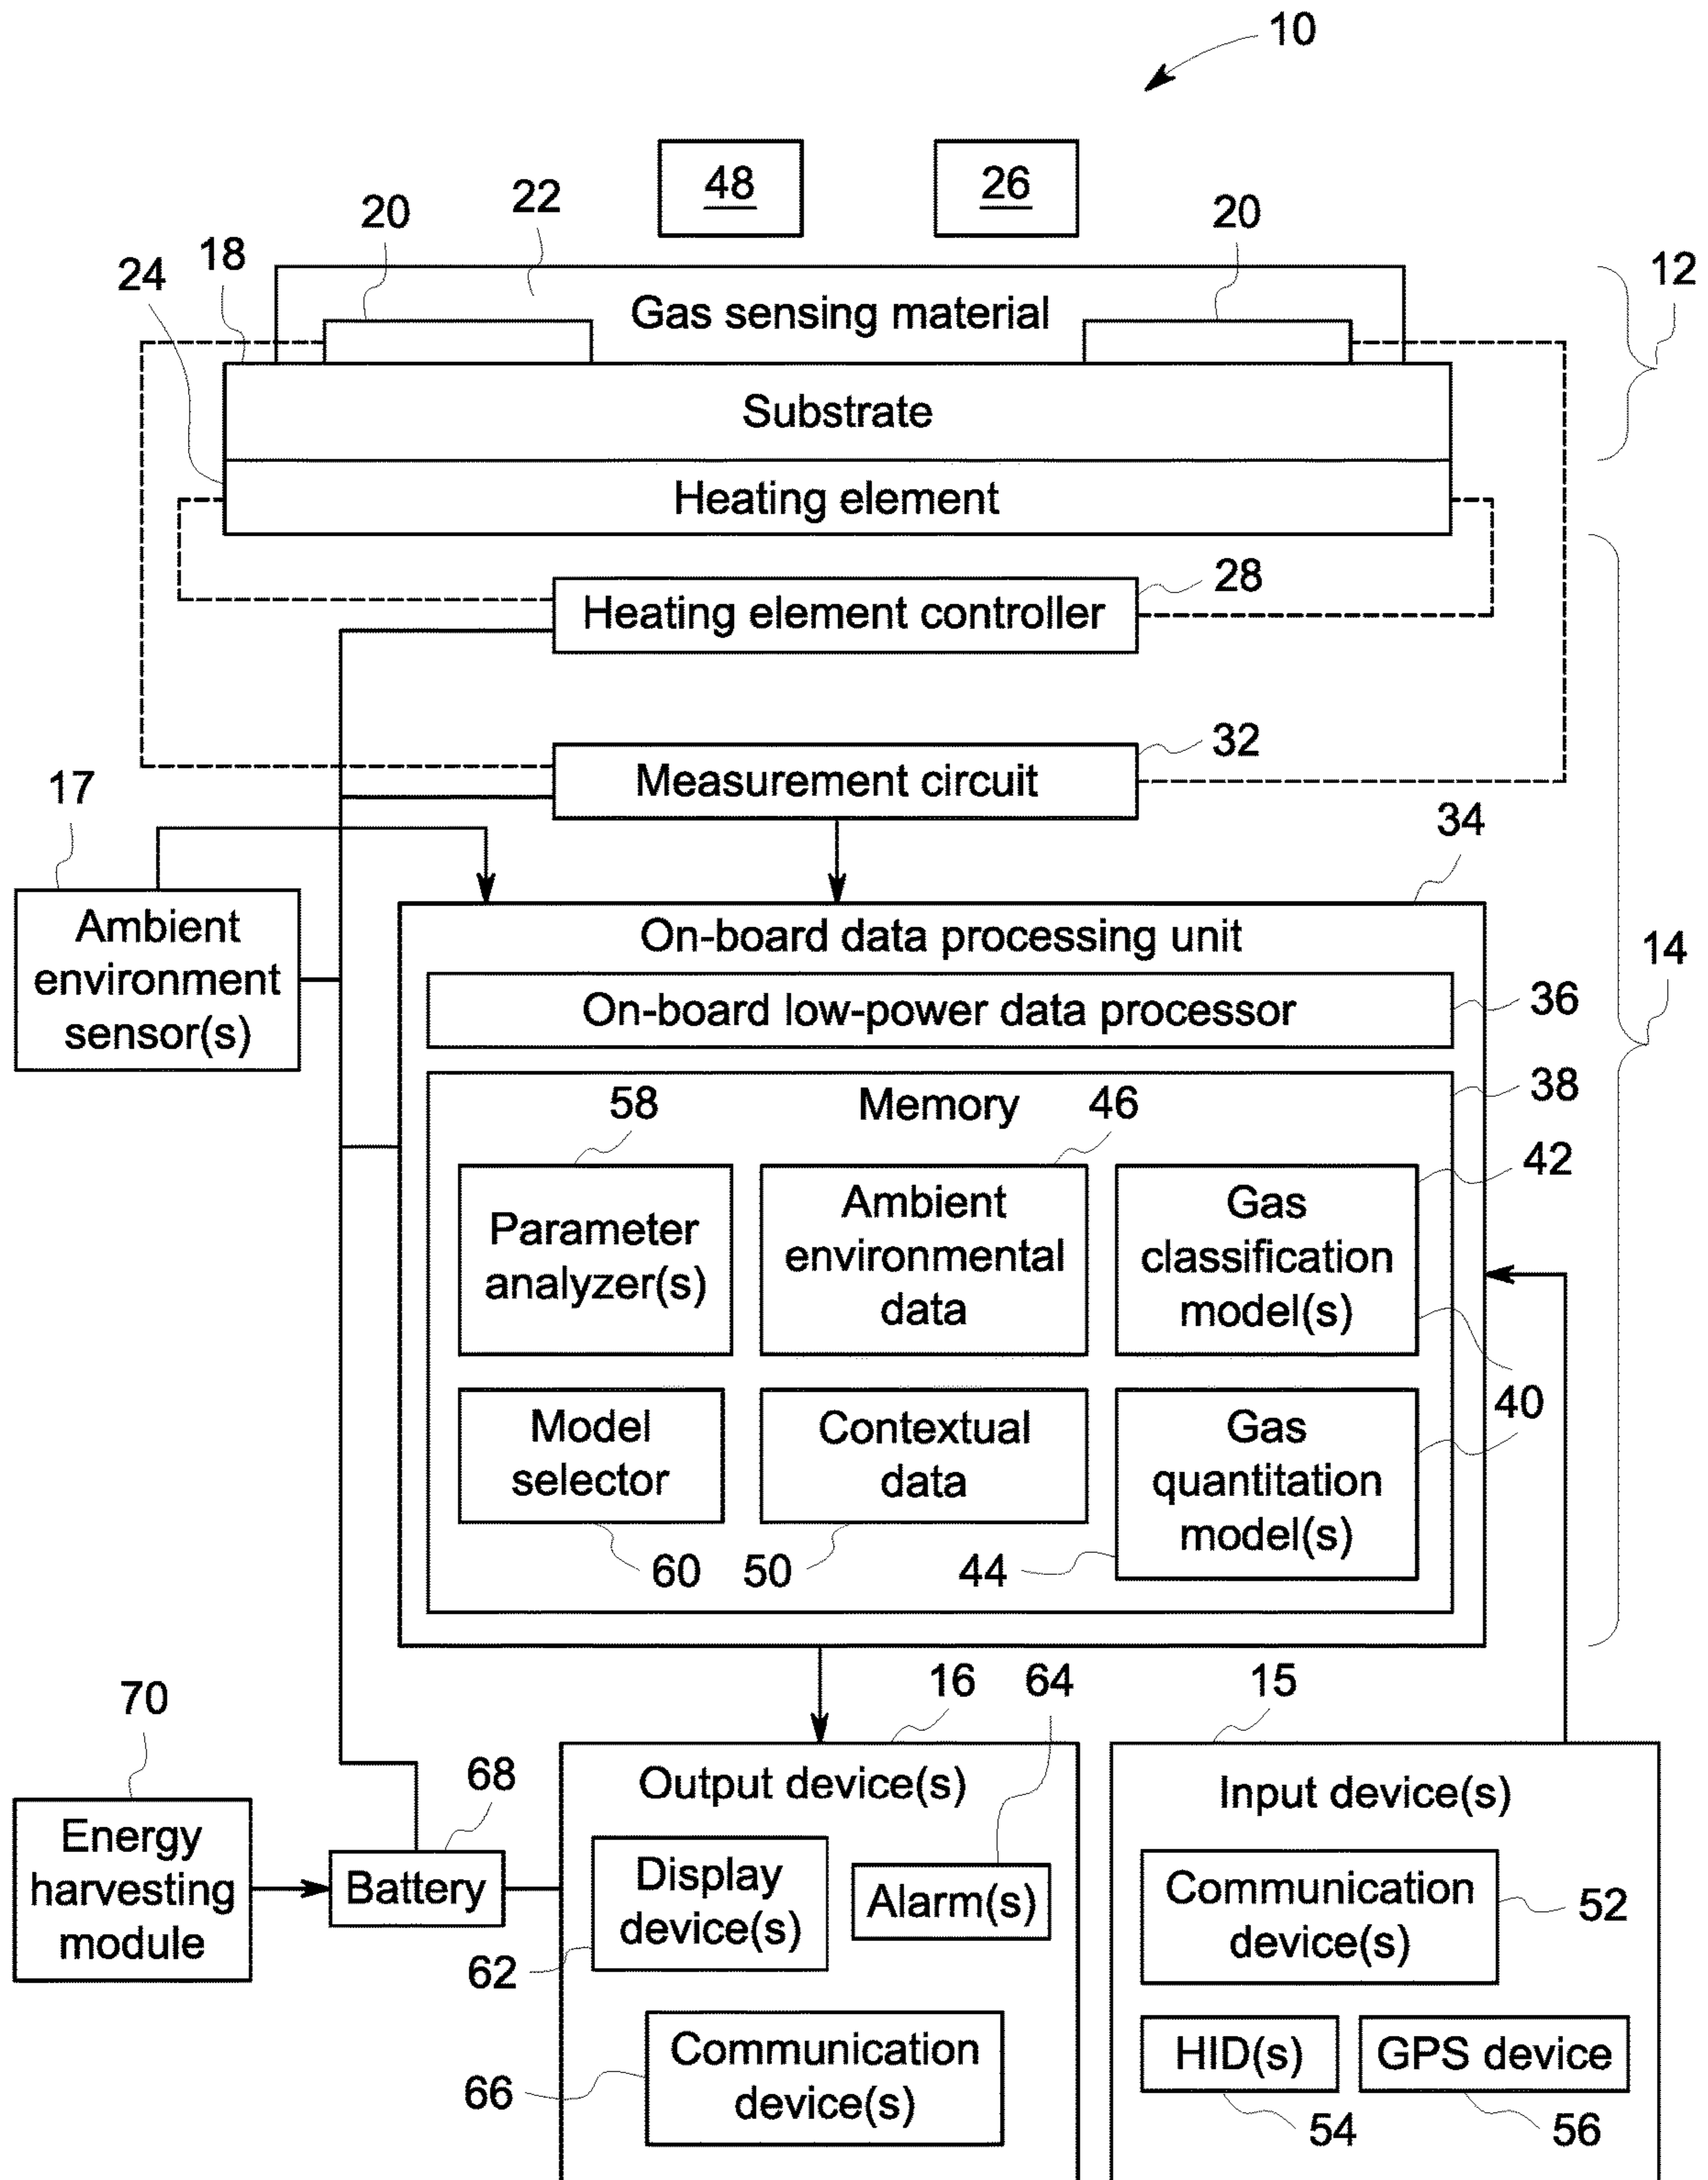 10
48
26
20
22
20
18
24
12
Gas sensing material
Substrate
Heating element
28
Heating element controller
32
Measurement circuit
17
34
Ambient
environment
sensor(s)
On-board data processing unit
14
On-board low-power data processor
36
38
58
Memory
46
42
Parameter
analyzer(s)
Ambient
environmental
data
Gas
classification
model(s)
40
Model
selector
Contextual
data
Gas
quantitation
model(s)
60
50
44
16
64
15
70
68
Output device(s)
Input device(s)
Energy
harvesting
module
Battery
Display
device(s)
Alarm(s)
Communication
device(s)
52
62
Communication
device(s)
66
HID(s)
GPS device
54
56